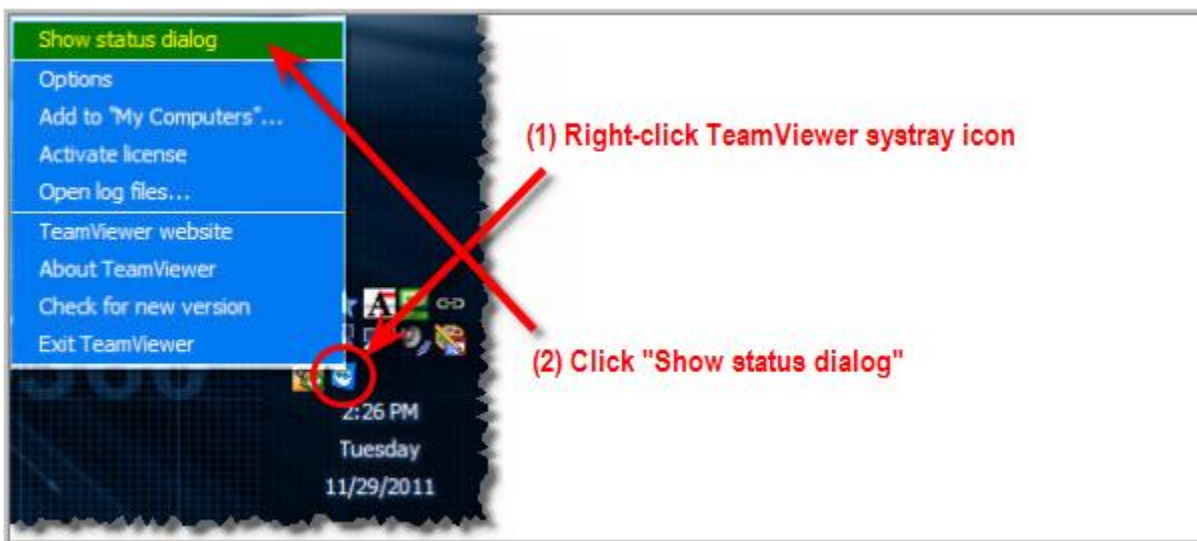 Show status dialog
Options
Add to "My Computers"...
Activate license
Open log files...
TeamViewer website
About TeamViewer
Check for new version
Exit TeamViewer
(1) Right-click TeamViewer systray icon
(2) Click "Show status dialog"
A
2:26 PM
Tuesday
11/29/2011